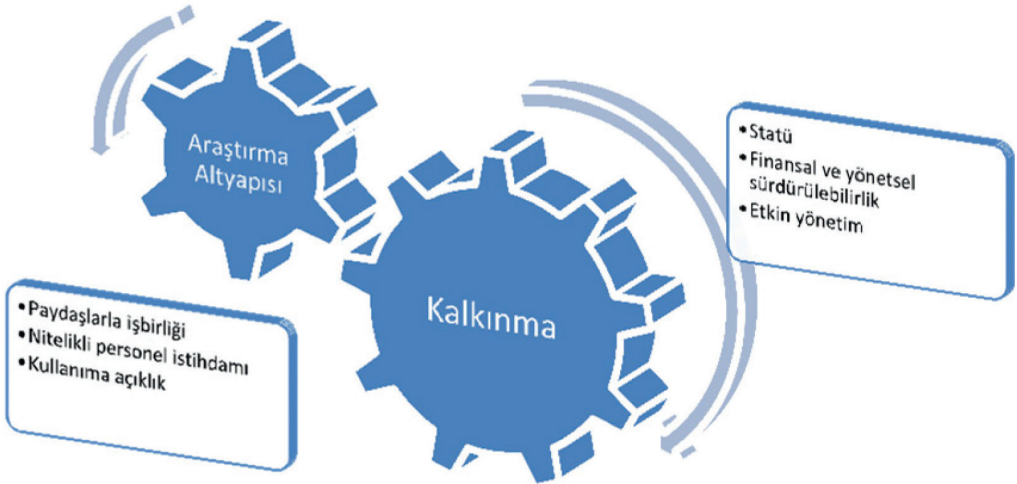 Araştırma
Altyapısı
Kalkınma
•Statü
•Finansal ve yönetsel
sürdürülebilirlik
•Etkin yönetim
•Paydaşlarla işbirliği
•Nitelikli personel istihdamı
•Kullanıma açıklık